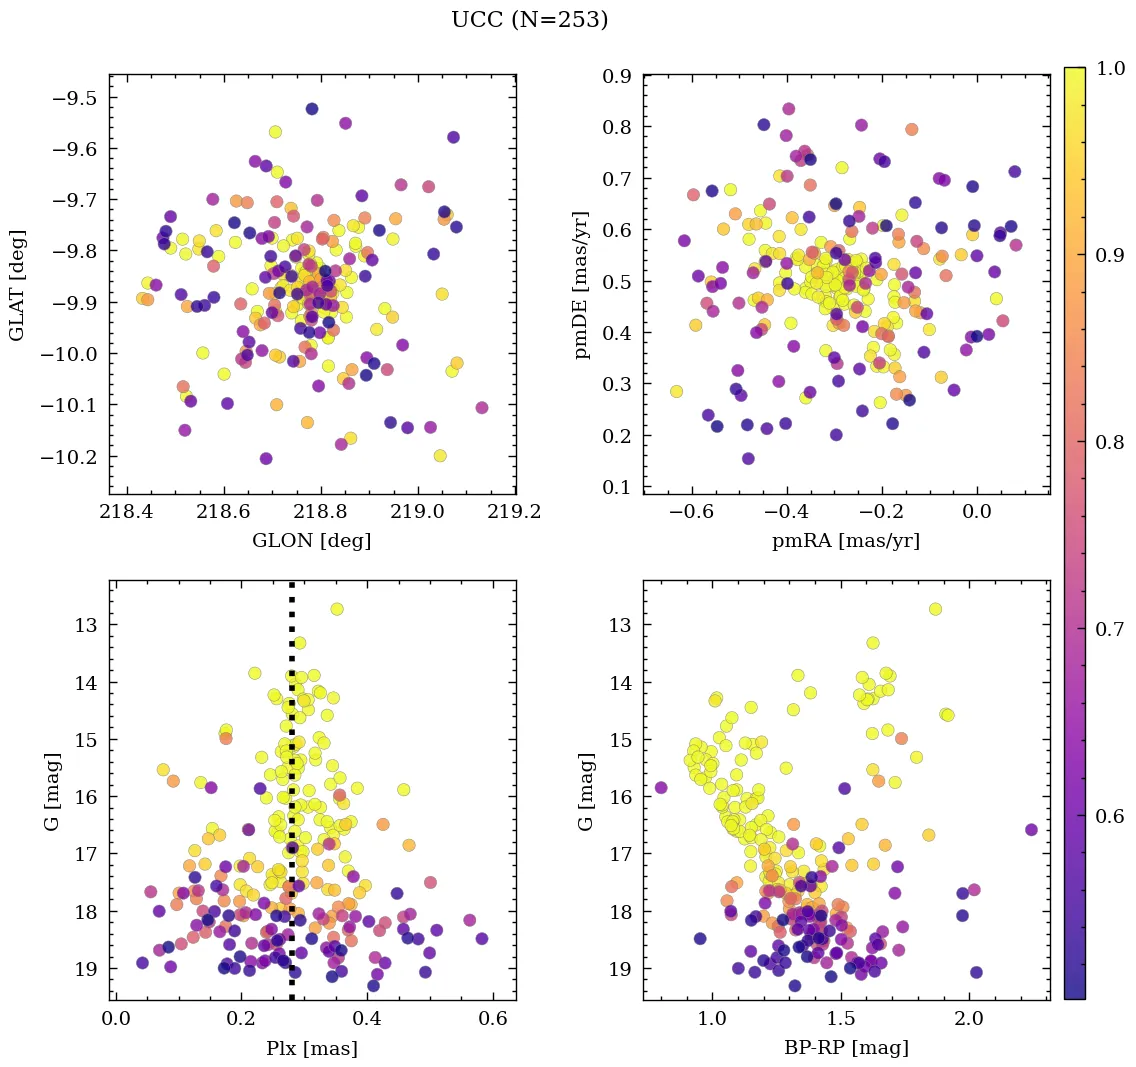 UCC (N=253)
−9.5
−9.6
−9.7
−9.8
−9.9
−10.0
−10.1
−10.2
GLAT [deg]
218.4 218.6 218.8 219.0 219.2
GLON [deg]
0.9
0.8
0.7
0.6
0.5
0.4
0.3
0.2
0.1
pmDE [mas/yr]
−0.6 −0.4 −0.2 0.0
pmRA [mas/yr]
13
14
15
16
17
18
19
G [mag]
0.0 0.2 0.4 0.6
Plx [mas]
13
14
15
16
17
18
19
G [mag]
1.0 1.5 2.0
BP-RP [mag]
1.0
0.9
0.8
0.7
0.6